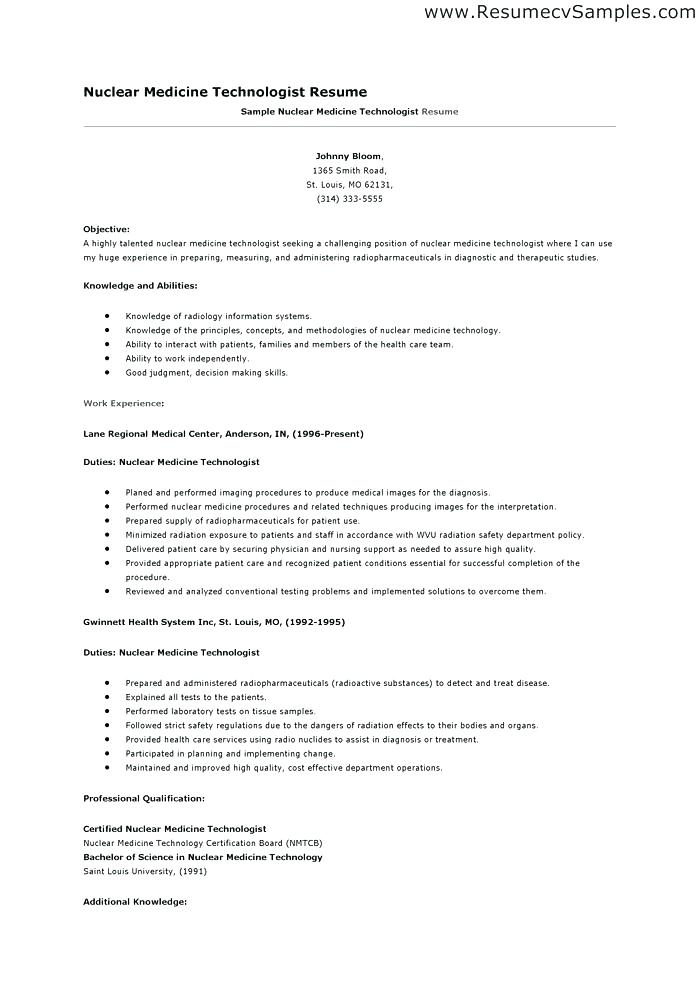 www.ResumecvSamples.com
Nuclear Medicine Technologist Resume
Sample Nuclear Medicine Technologist Resume
Johnny Bloom,
1365 Smith Road,
St. Louis, MO 62131,
(314) 333-5555
Objective:
A highly talented nuclear medicine technologist seeking a challenging position of nuclear medicine technologist where I can use
my huge experience in preparing, measuring, and administering radiopharmaceuticals in diagnostic and therapeutic studies.
Knowledge and Abilities:
• Knowledge of radiology information systems.
• Knowledge of the principles, concepts, and methodologies of nuclear medicine technology.
• Ability to interact with patients, families and members of the health care team.
• Ability to work independently.
• Good judgment, decision making skills.
Work Experience:
Lane Regional Medical Center, Anderson, IN, (1996-Present)
Duties: Nuclear Medicine Technologist
• Planed and performed imaging procedures to produce medical images for the diagnosis.
• Performed nuclear medicine procedures and related techniques producing images for the interpretation.
• Prepared supply of radiopharmaceuticals for patient use.
• Minimized radiation exposure to patients and staff in accordance with WVU radiation safety department policy.
• Delivered patient care by securing physician and nursing support as needed to assure high quality.
• Provided appropriate patient care and recognized patient conditions essential for successful completion of the
procedure.
• Reviewed and analyzed conventional testing problems and implemented solutions to overcome them.
Gwinnett Health System Inc, St. Louis, MO, (1992-1995)
Duties: Nuclear Medicine Technologist
• Prepared and administered radiopharmaceuticals (radioactive substances) to detect and treat disease.
• Explained all tests to the patients.
• Performed laboratory tests on tissue samples.
• Followed strict safety regulations due to the dangers of radiation effects to their bodies and organs.
• Provided health care services using radio nuclides to assist in diagnosis or treatment.
• Participated in planning and implementing change.
• Maintained and improved high quality, cost effective department operations.
Professional Qualification:
Certified Nuclear Medicine Technologist
Nuclear Medicine Technology Certification Board (NMTCB)
Bachelor of Science in Nuclear Medicine Technology
Saint Louis University, (1991)
Additional Knowledge: